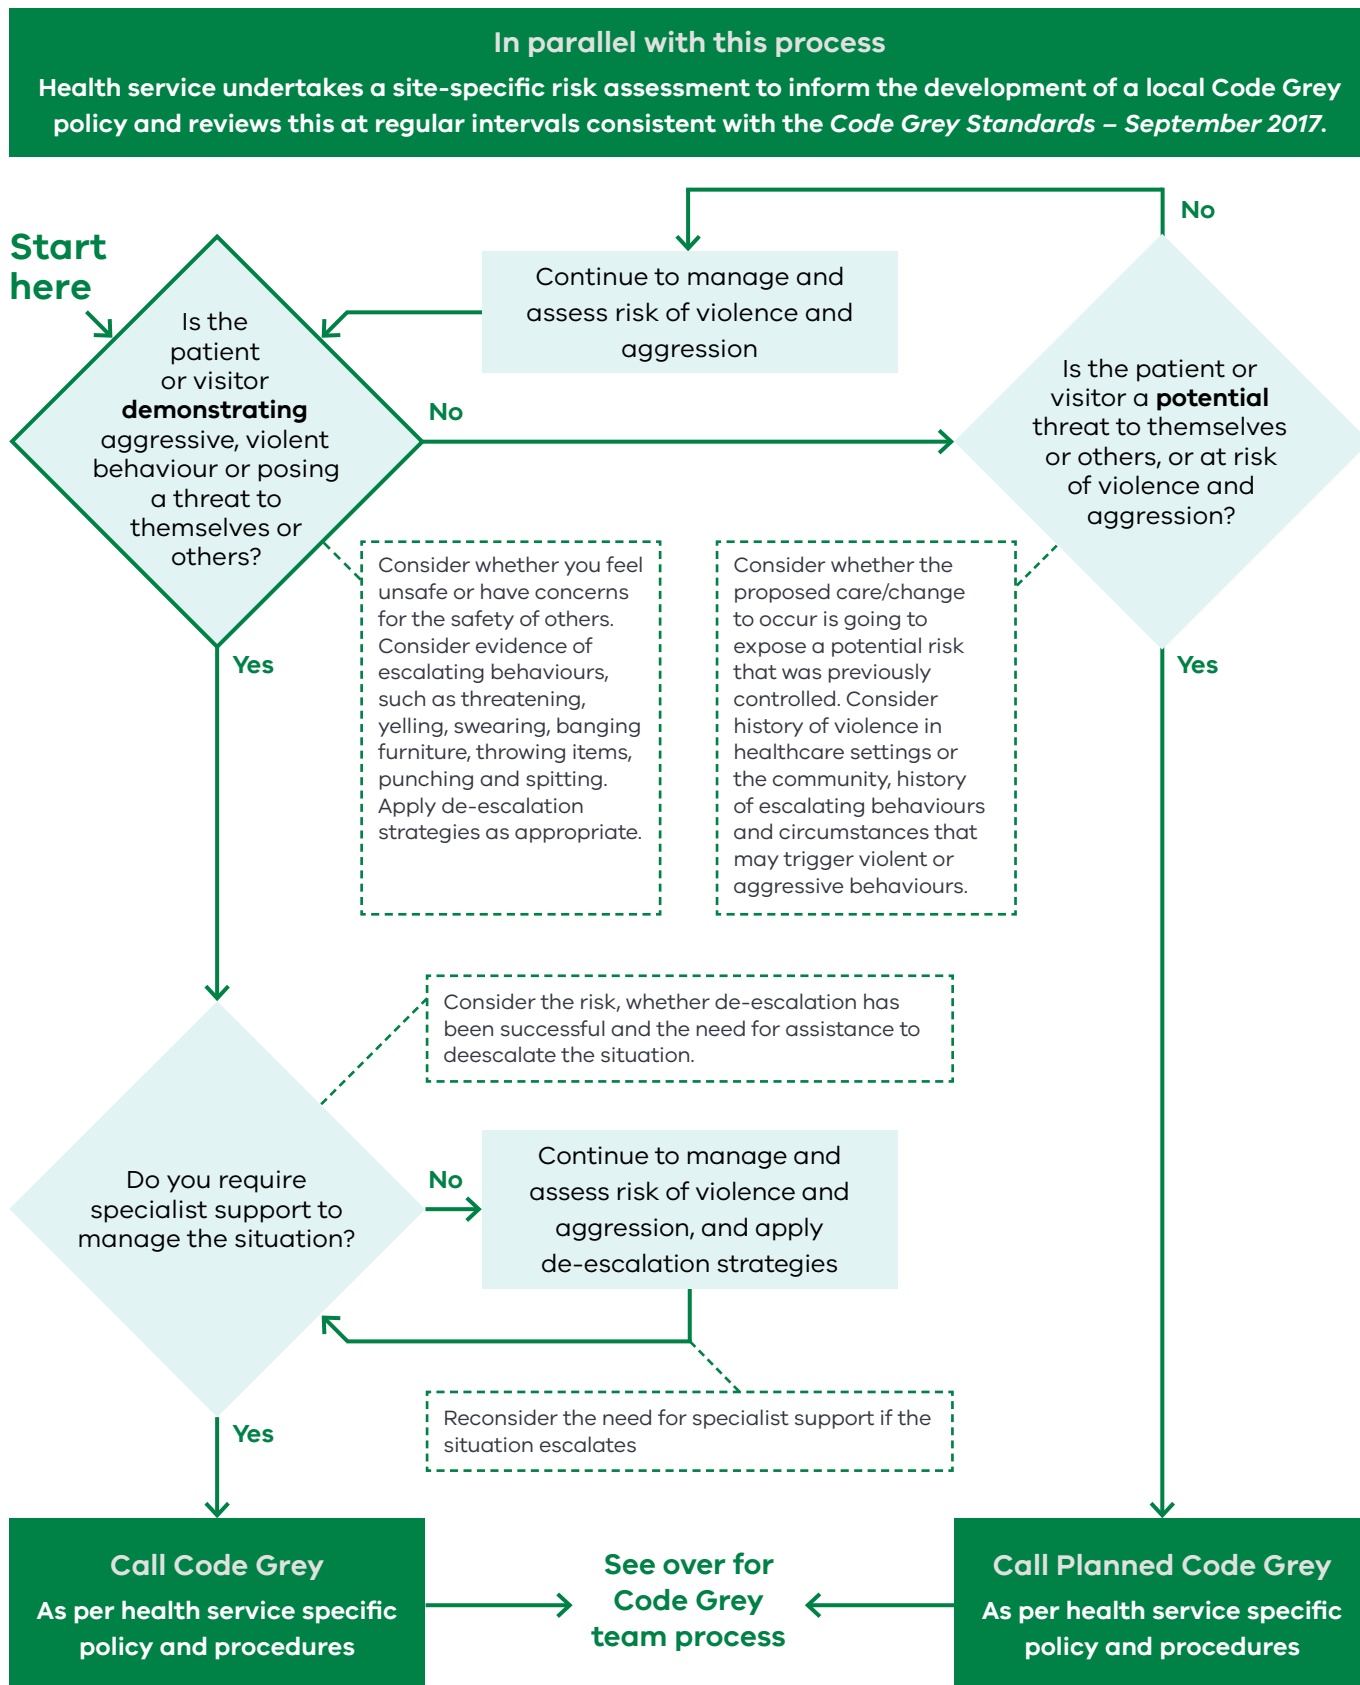 In parallel with this process
Health service undertakes a site-specific risk assessment to inform the development of a local Code Grey
policy and reviews this at regular intervals consistent with the Code Grey Standards – September 2017.
Start
here
Is the
patient
or visitor
demonstrating
aggressive, violent
behaviour or posing
a threat to
themselves or
others?
Continue to manage and
assess risk of violence and
aggression
No
No
Is the patient or
visitor a potential
threat to themselves
or others, or at risk
of violence and
aggression?
Consider whether you feel
unsafe or have concerns
for the safety of others.
Consider evidence of
escalating behaviours,
such as threatening,
yelling, swearing, banging
furniture, throwing items,
punching and spitting.
Apply de-escalation
strategies as appropriate.
Consider whether the
proposed care/change
to occur is going to
expose a potential risk
that was previously
controlled. Consider
history of violence in
healthcare settings or
the community, history
of escalating behaviours
and circumstances that
may trigger violent or
aggressive behaviours.
Yes
Yes
Consider the risk, whether de-escalation has
been successful and the need for assistance to
deescalate the situation.
Do you require
specialist support to
manage the situation?
No
Continue to manage and
assess risk of violence and
aggression, and apply
de-escalation strategies
Reconsider the need for specialist support if the
situation escalates
Yes
Call Code Grey
As per health service specific
policy and procedures
See over for
Code Grey
team process
Call Planned Code Grey
As per health service specific
policy and procedures